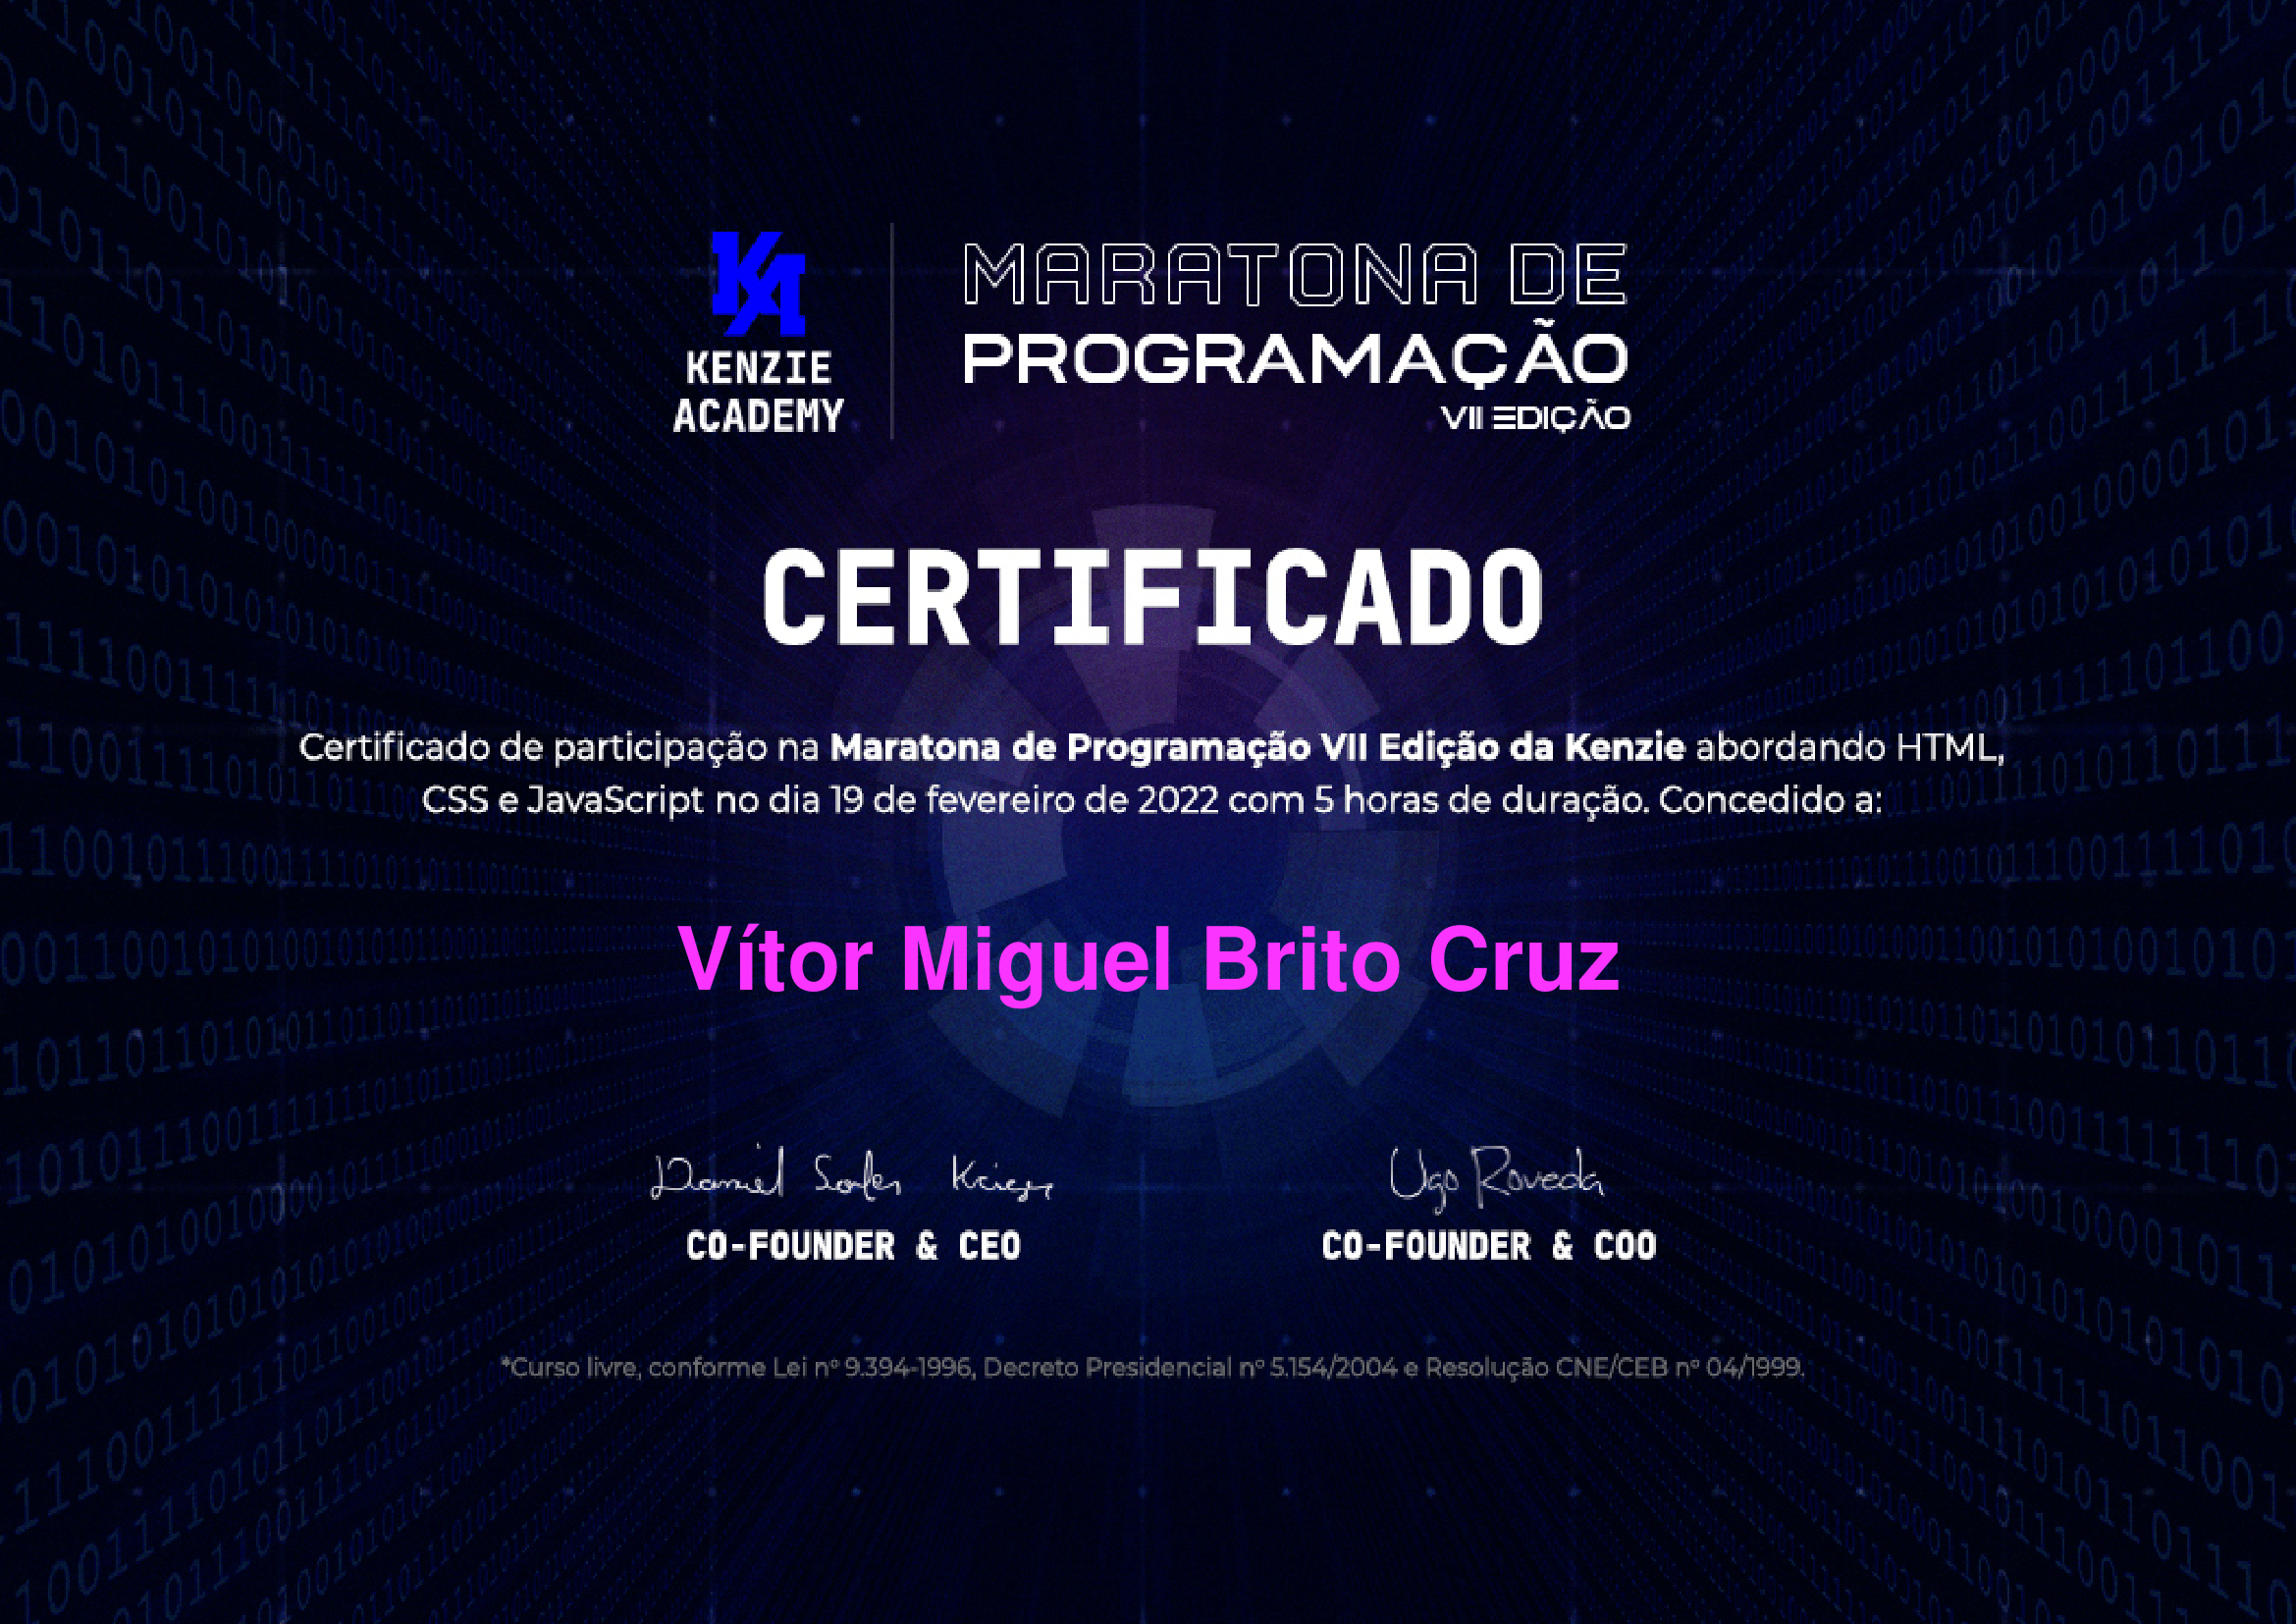 KENZIE
ACADEMY
MARATONA DE
PROGRAMAÇÃO
VII EDIÇÃO
CERTIFICADO
Certificado de participação na Maratona de Programação VII Edição da Kenzie abordando HTML,
CSS e JavaScript no dia 19 de fevereiro de 2022 com 5 horas de duração. Concedido a:
Vítor Miguel Brito Cruz
Ugo Roveda
CO-FOUNDER & CEO
CO-FOUNDER & COO
*Curso livre, conforme Lei nº 9.394-1996, Decreto Presidencial nº 5.154/2004 e Resolução CNE/CEB nº 04/1999.